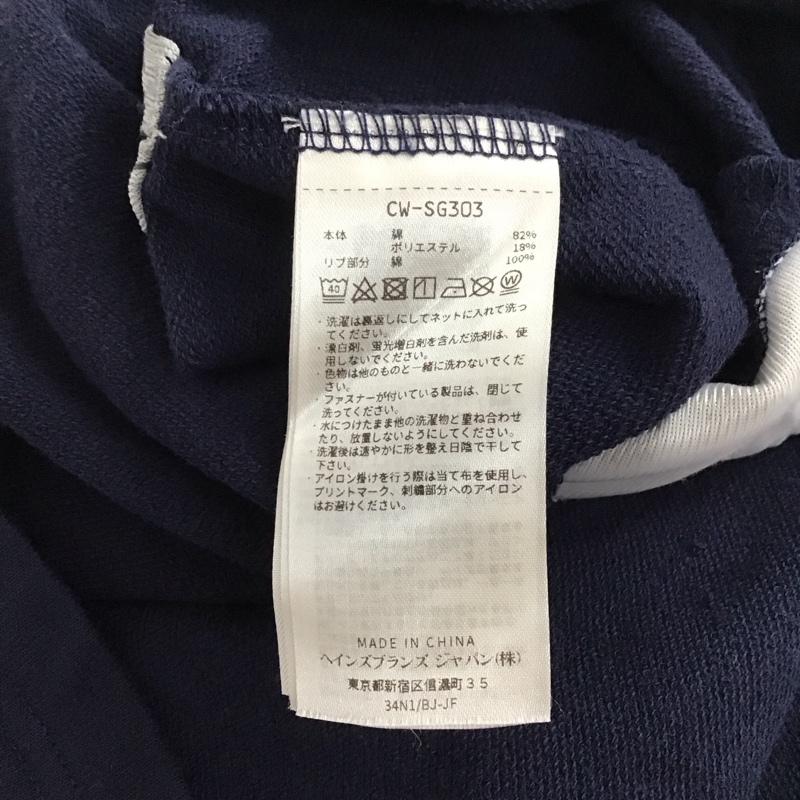 CW-SG303
本体 綿 82%
ポリエステル 18%
リブ部分 綿 100%
40
W
・洗濯は裏返しにしてネットに入れて洗っ
てください。
・漂白剤、蛍光増白剤を含んだ洗剤は、使
用しないでください。
・色物は他のものと一緒に洗わないでくだ
さい。
・ファスナーが付いている製品は、閉じて
洗ってください。
・水につけたまま他の洗濯物と重ね合わせ
たり、放置しないようにしてください。
・洗濯後は速やかに形を整え日陰で干して
下さい。
・アイロン掛けを行う際は当て布を使用し、
プリントマーク、刺繍部分へのアイロン
はお避けください。
MADE IN CHINA
ヘインズブランズ ジャパン(株)
東京都新宿区信濃町35
34N1/BJ-JF